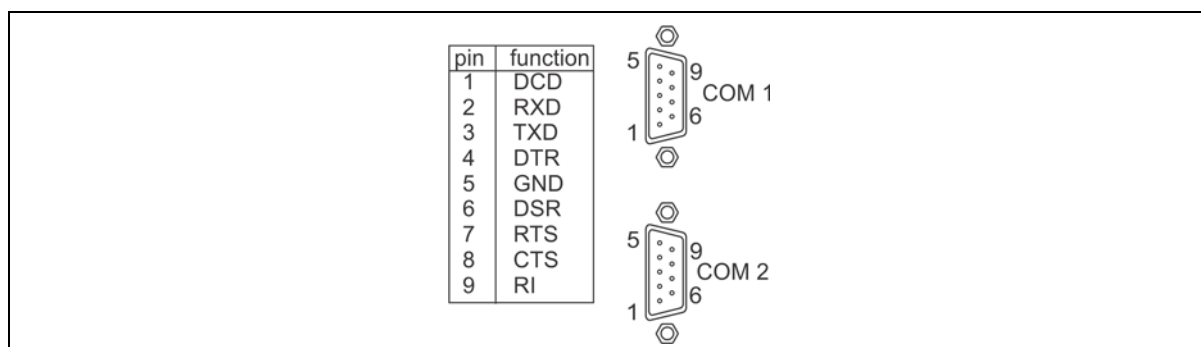 pin function
1 DCD
2 RXD
3 TXD
4 DTR
5 GND
6 DSR
7 RTS
8 CTS
9 RI
5
9
COM 1
6
1
5
9
COM 2
6
1